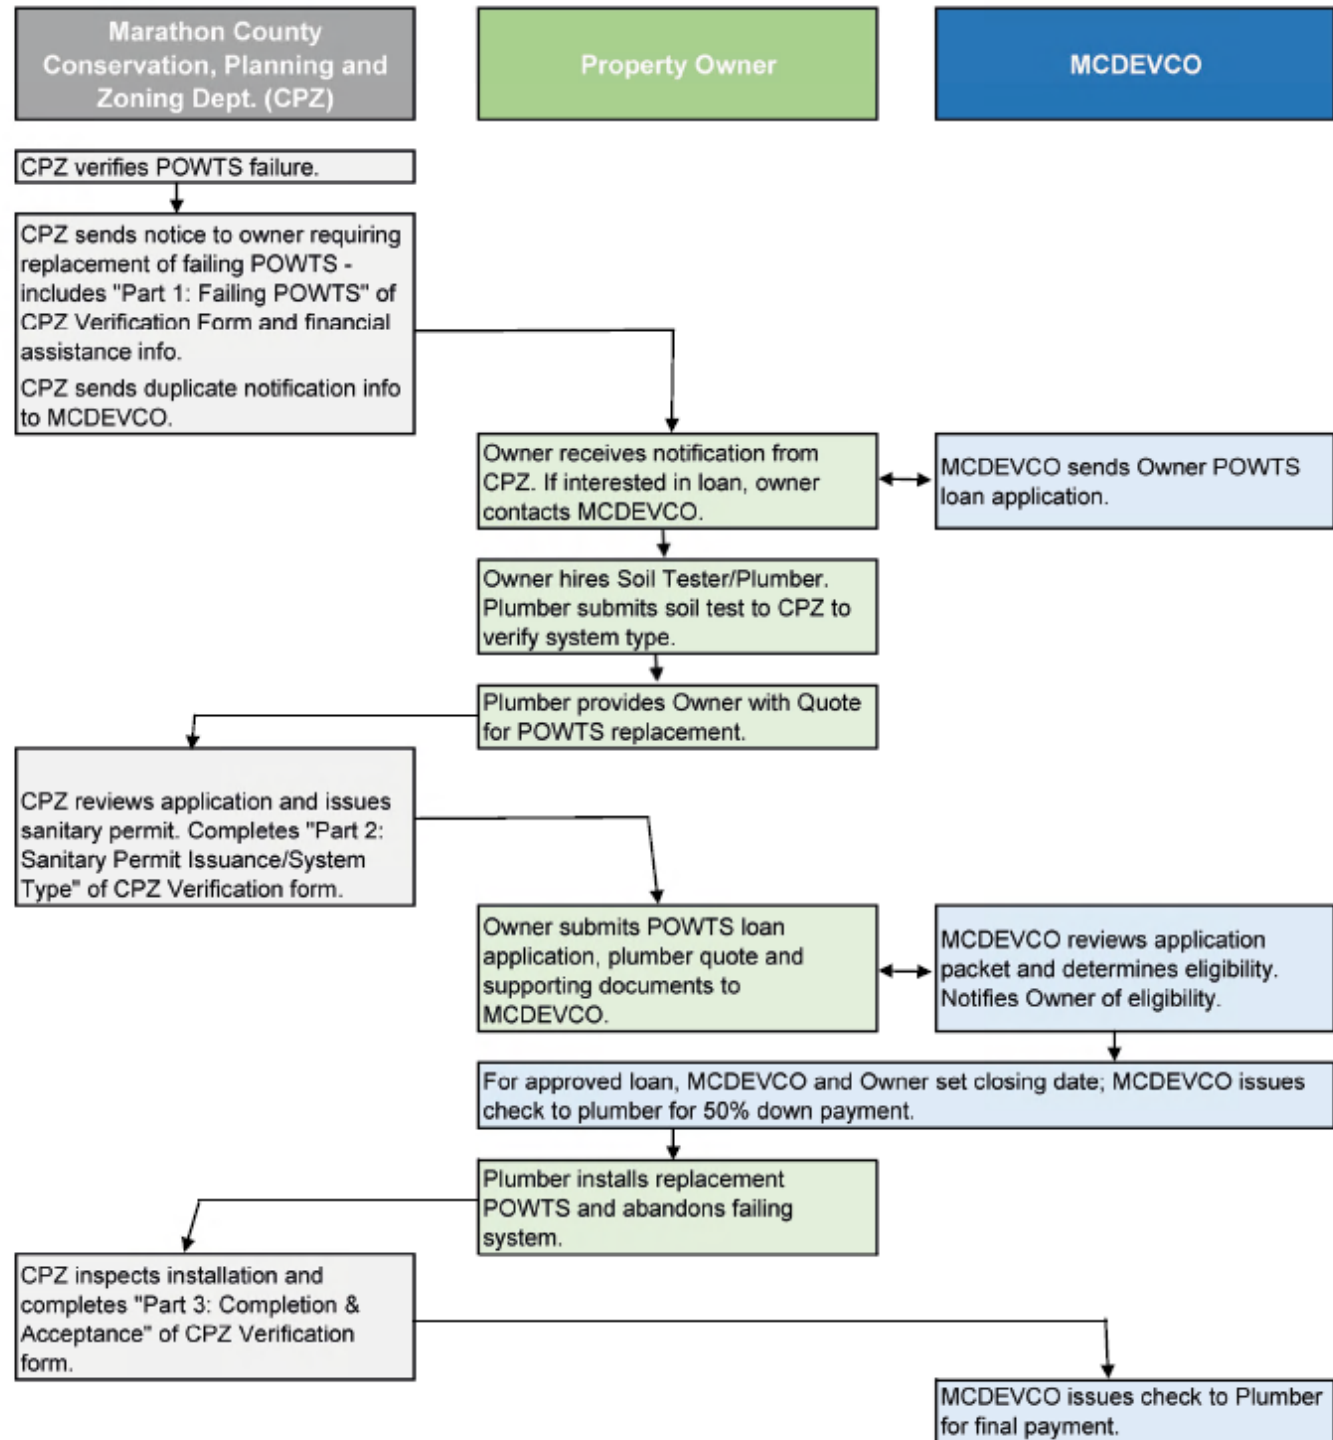 Marathon County
Conservation, Planning and
Zoning Dept. (CPZ)
Property Owner
MCDEVCO
CPZ verifies POWTS failure.
CPZ sends notice to owner requiring
replacement of failing POWTS -
includes "Part 1: Failing POWTS" of
CPZ Verification Form and financial
assistance info.
CPZ sends duplicate notification info
to MCDEVCO.
Owner receives notification from
CPZ. If interested in loan, owner
contacts MCDEVCO.
MCDEVCO sends Owner POWTS
loan application.
Owner hires Soil Tester/Plumber.
Plumber submits soil test to CPZ to
verify system type.
Plumber provides Owner with Quote
for POWTS replacement.
CPZ reviews application and issues
sanitary permit. Completes "Part 2:
Sanitary Permit Issuance/System
Type" of CPZ Verification form.
Owner submits POWTS loan
application, plumber quote and
supporting documents to
MCDEVCO.
MCDEVCO reviews application
packet and determines eligibility.
Notifies Owner of eligibility.
For approved loan, MCDEVCO and Owner set closing date; MCDEVCO issues
check to plumber for 50% down payment.
Plumber installs replacement
POWTS and abandons failing
system.
CPZ inspects installation and
completes "Part 3: Completion &
Acceptance" of CPZ Verification
form.
MCDEVCO issues check to Plumber
for final payment.